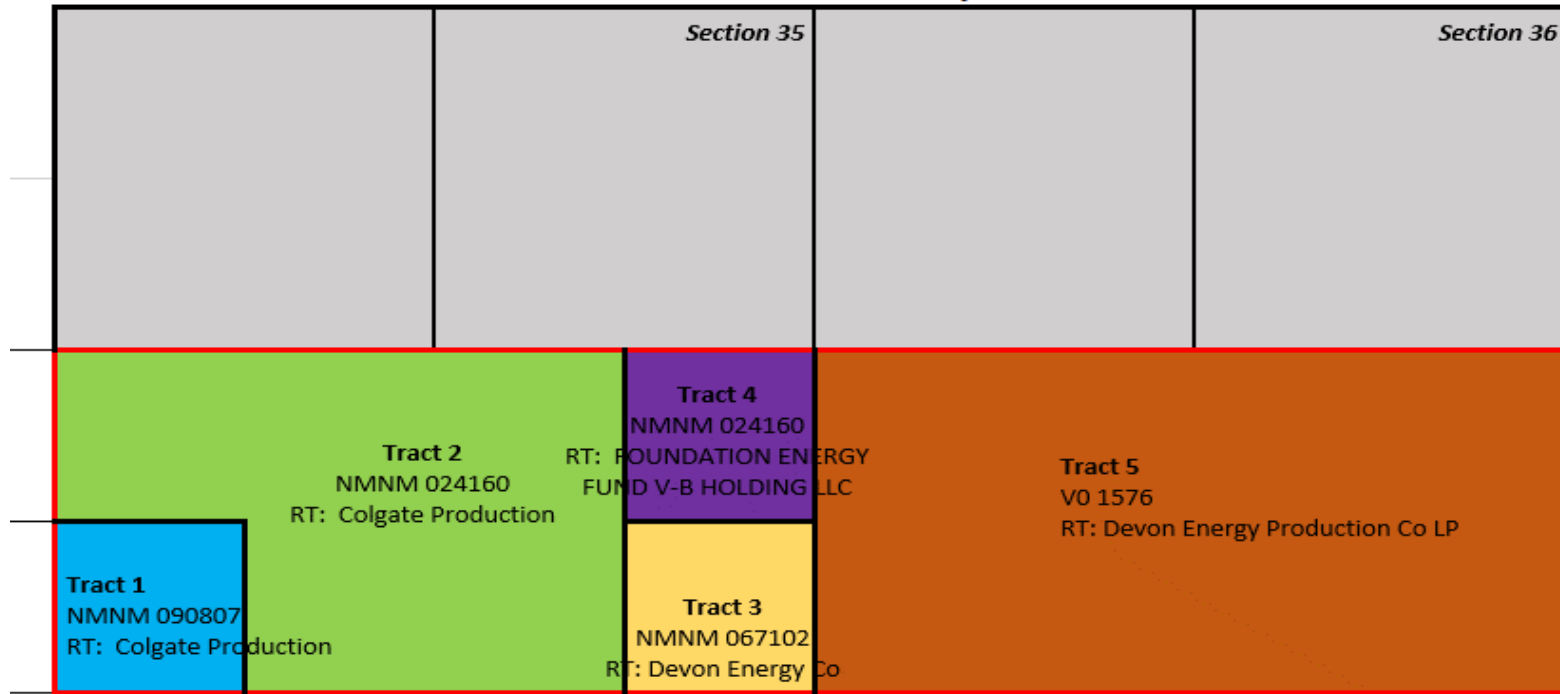 Section 35
Section 36
Tract 4
NMNM 024160
RT: FOUNDATION ENERGY
FUND V-B HOLDING LLC
Tract 2
NMNM 024160
RT: Colgate Production
Tract 5
V0 1576
RT: Devon Energy Production Co LP
Tract 1
NMNM 090807
RT: Colgate Production
Tract 3
NMNM 067102
RT: Devon Energy Co